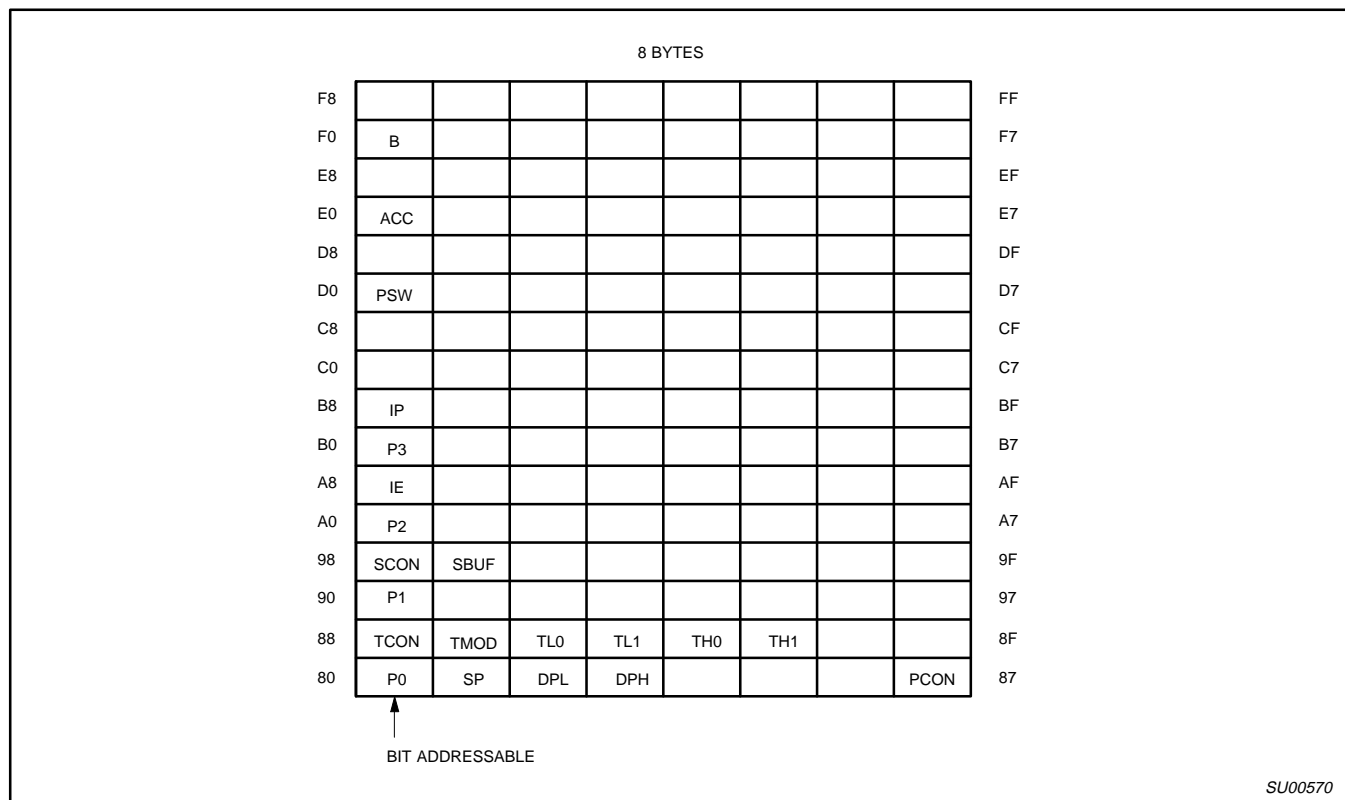 8 BYTES
F8 FF
F0 B F7
E8 EF
E0 ACC E7
D8 DF
D0 PSW D7
C8 CF
C0 C7
B8 IP BF
B0 P3 B7
A8 IE AF
A0 P2 A7
98 SCON SBUF 9F
90 P1 97
88 TCON TMOD TL0 TL1 TH0 TH1 8F
80 P0 SP DPL DPH PCON 87
BIT ADDRESSABLE
SU00570